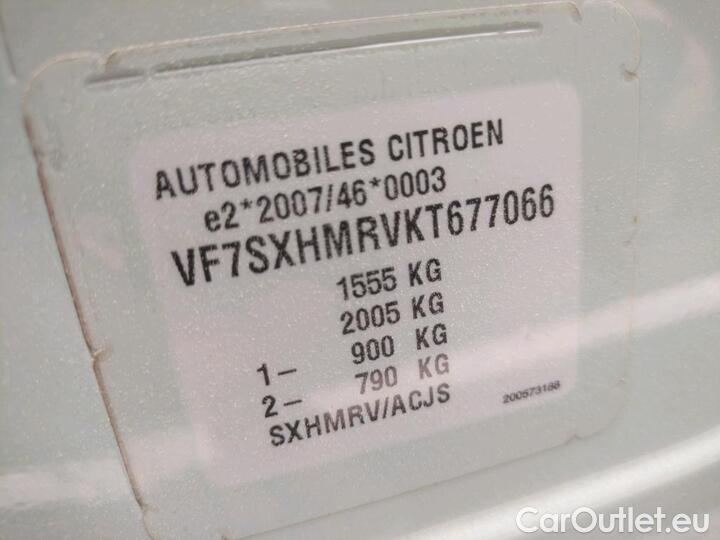 AUTOMOBILES CITROEN
e2*2007/46*0003
VF7SXHMRVKT677066
1555 KG
2005 KG
1- 900 KG
2- 790 KG
SXHMRV/ACJS
200573188
CarOutlet.eu